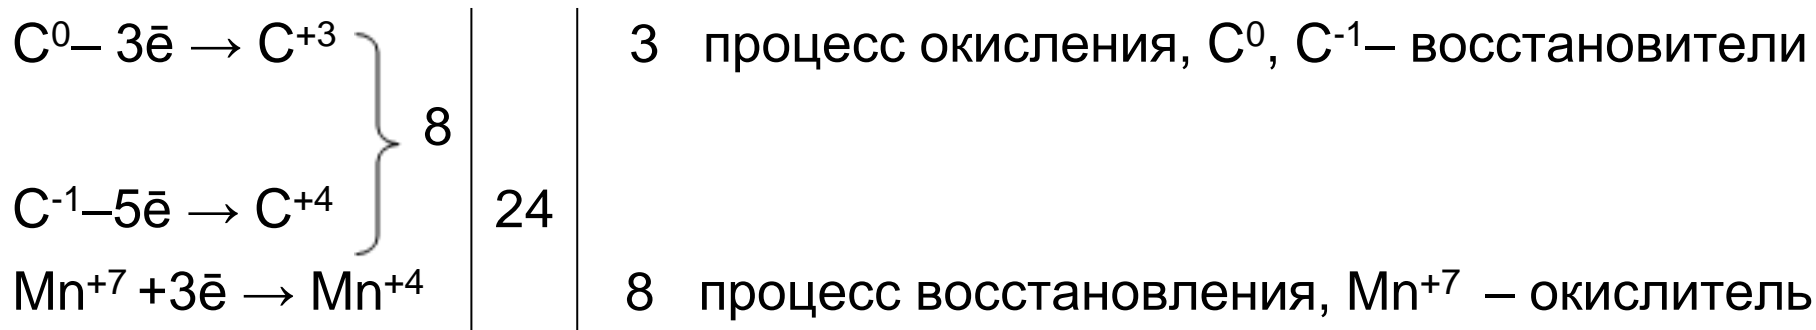 C⁰– 3ē → C⁺³ 3 процесс окисления, C⁰, C⁻¹– восстановители
8
C⁻¹–5ē → C⁺⁴ 24
Mn⁺⁷ +3ē → Mn⁺⁴ 8 процесс восстановления, Mn⁺⁷ – окислитель